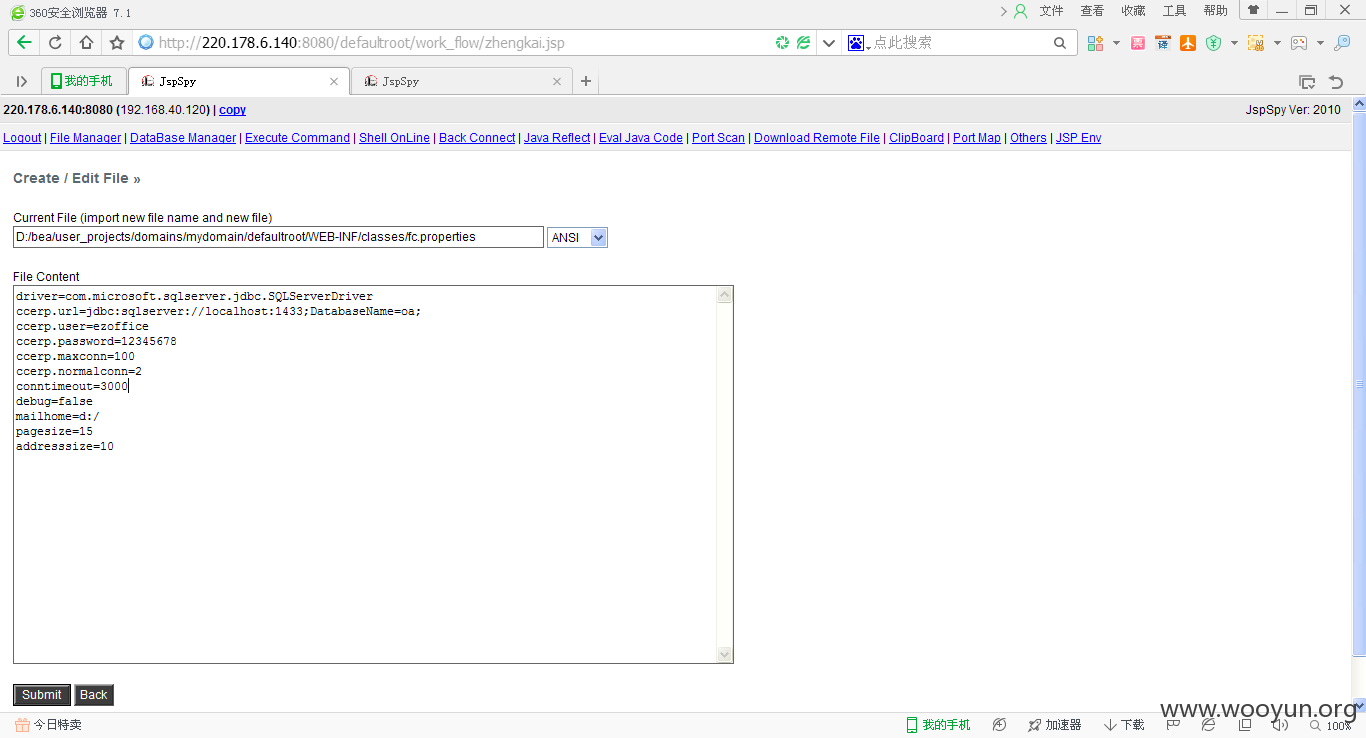 360安全浏览器 7.1
文件 查看 收藏 工具 帮助
http://220.178.6.140:8080/defaultroot/work_flow/zhengkai.jsp
点此搜索
我的手机 JspSpy JspSpy
220.178.6.140:8080 (192.168.40.120) | copy
JspSpy Ver: 2010
Logout | File Manager | DataBase Manager | Execute Command | Shell OnLine | Back Connect | Java Reflect | Eval Java Code | Port Scan | Download Remote File | ClipBoard | Port Map | Others | JSP Env
Create / Edit File »
Current File (import new file name and new file)
D:/bea/user_projects/domains/mydomain/defaultroot/WEB-INF/classes/fc.properties ANSI
File Content
driver=com.microsoft.sqlserver.jdbc.SQLServerDriver
ccerp.url=jdbc:sqlserver://localhost:1433;DatabaseName=oa;
ccerp.user=ezoffice
ccerp.password=12345678
ccerp.maxconn=100
ccerp.normalconn=2
conntimeout=3000
debug=false
mailhome=d:/
pagesize=15
addresssize=10
Submit Back
www.wooyun.org
今日特卖 我的手机 加速器 下载 100%